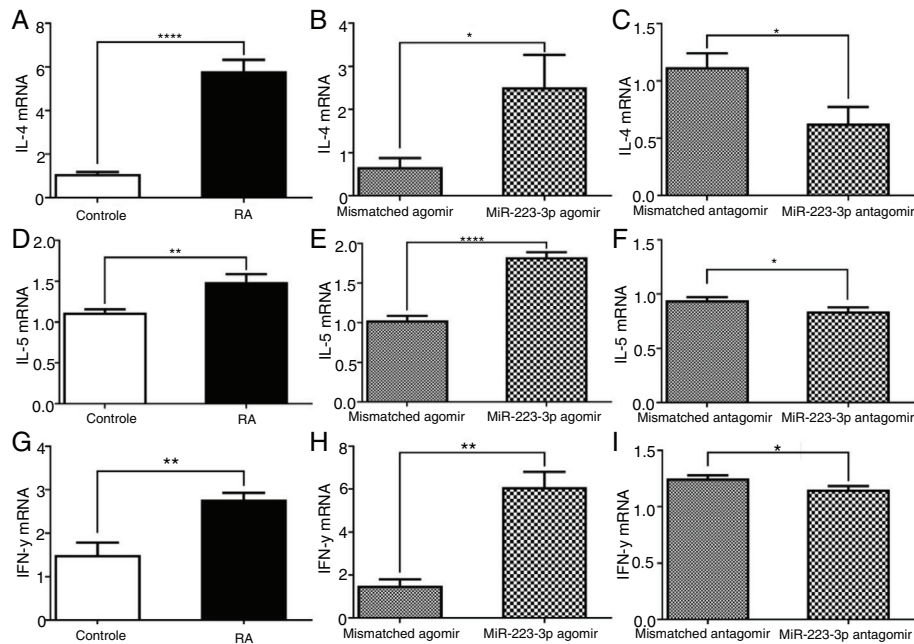 A
IL-4 mRNA
8
6
4
2
0
****
Controle
RA
B
IL-4 mRNA
4
3
2
1
0
*
Mismatched agomir
MiR-223-3p agomir
C
IL-4 mRNA
1.5
1.0
0.5
0.0
*
Mismatched antagomir
MiR-223-3p antagomir
D
IL-5 mRNA
2.0
1.5
1.0
0.5
0.0
**
Controle
RA
E
IL-5 mRNA
2.0
1.5
1.0
0.5
0.0
****
Mismatched agomir
MiR-223-3p agomir
F
IL-5 mRNA
1.5
1.0
0.5
0.0
*
Mismatched antagomir
MiR-223-3p antagomir
G
IFN-y mRNA
4
3
2
1
0
**
Controle
RA
H
IFN-y mRNA
8
6
4
2
0
**
Mismatched agomir
MiR-223-3p agomir
I
IFN-y mRNA
1.5
1.0
0.5
0.0
*
Mismatched antagomir
MiR-223-3p antagomir